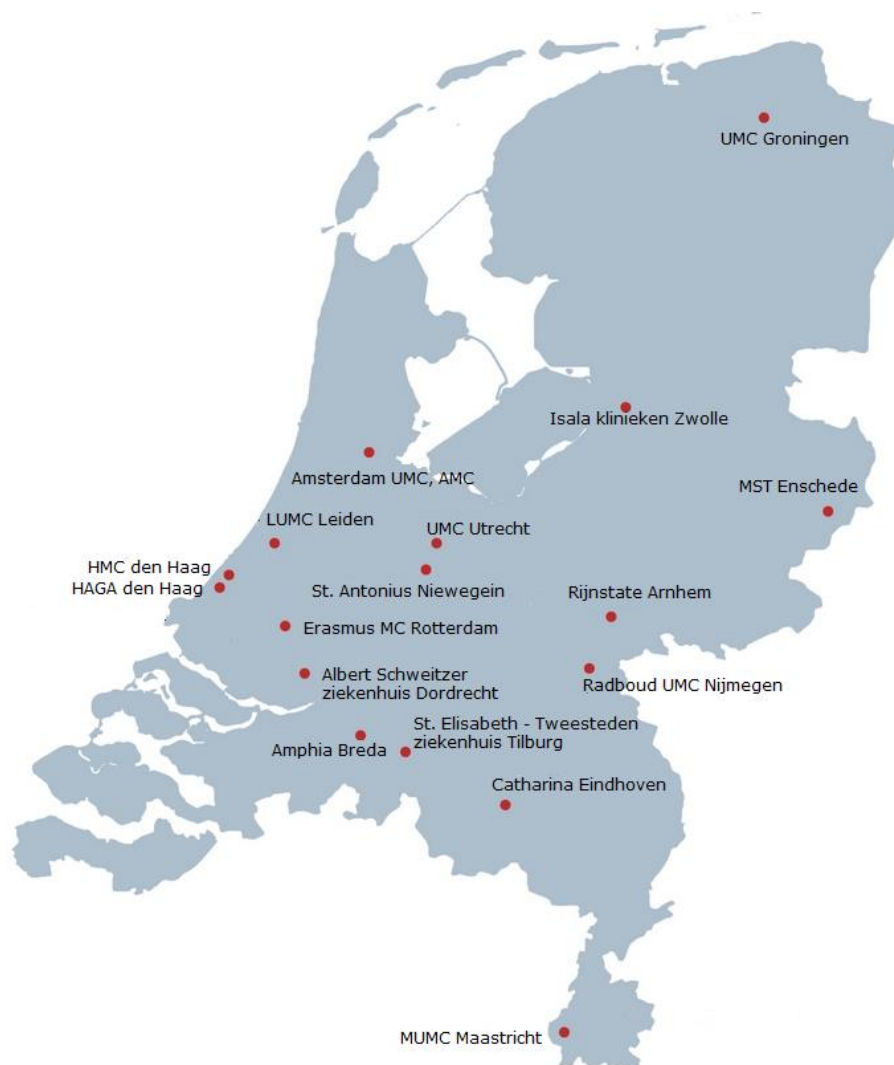 UMC Groningen
Isala klinieken Zwolle
Amsterdam UMC, AMC
MST Enschede
LUMC Leiden
UMC Utrecht
HMC den Haag
HAGA den Haag
St. Antonius Niewegein
Rijnstate Arnhem
Erasmus MC Rotterdam
Albert Schweitzer
ziekenhuis Dordrecht
Radboud UMC Nijmegen
St. Elisabeth - Tweesteden
ziekenhuis Tilburg
Amphia Breda
Catharina Eindhoven
MUMC Maastricht